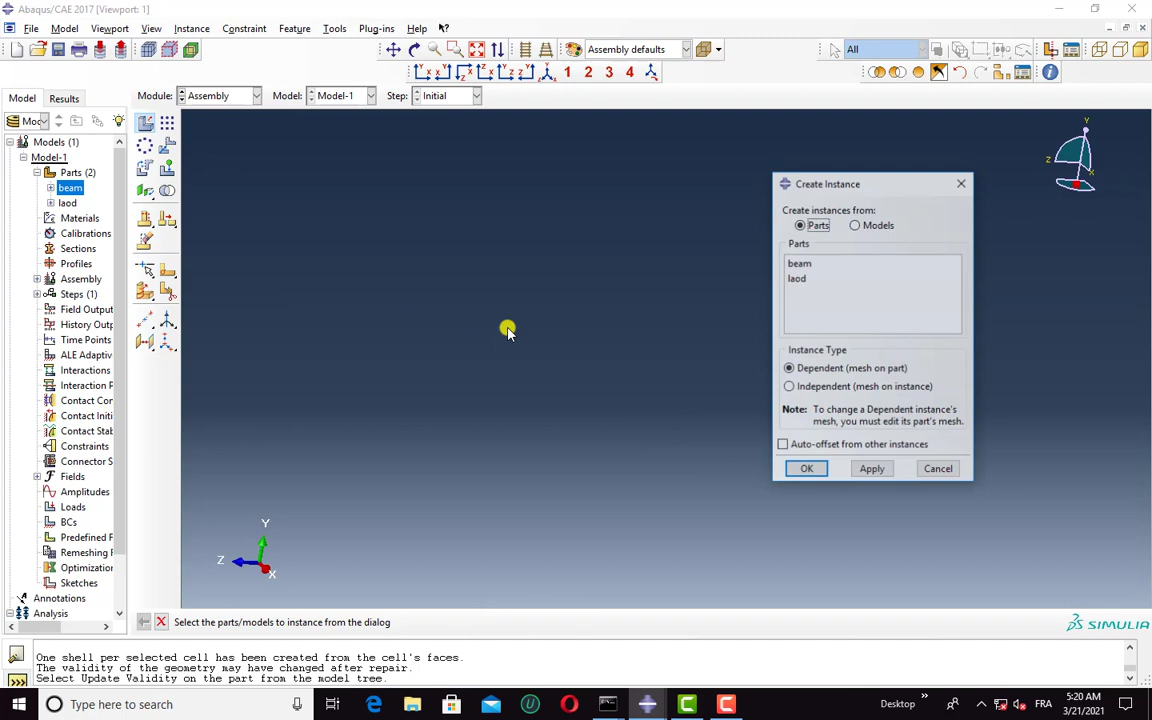 Abaqus/CAE 2017 [Viewport: 1]
File Model Viewport View Instance Constraint Feature Tools Plug-ins Help
Assembly defaults
All
1 2 3 4
Model Results Module: Assembly Model: Model-1 Step: Initial
Models (1)
Model-1
Parts (2)
beam
laod
Materials
Calibrations
Sections
Profiles
Assembly
Steps (1)
Field Output
History Outp
Time Points
ALE Adaptiv
Interactions
Interaction P
Contact Con
Contact Initi
Contact Stab
Constraints
Connector S
Fields
Amplitudes
Loads
BCs
Predefined F
Remeshing F
Optimization
Sketches
Annotations
Analysis
Y
Z
X
Create Instance
Create instances from:
Parts Models
Parts
beam
laod
Instance Type
Dependent (mesh on part)
Independent (mesh on instance)
Note: To change a Dependent instance's
mesh, you must edit its part's mesh.
Auto-offset from other instances
OK Apply Cancel
Y
Z
X
Select the parts/models to instance from the dialog
SIMULIA
One shell per selected cell has been created from the cell's faces.
The validity of the geometry may have changed after repair.
Select Update Validity on the part from the model tree.
>>>
Type here to search
Desktop
FRA
5:20 AM
3/21/2021